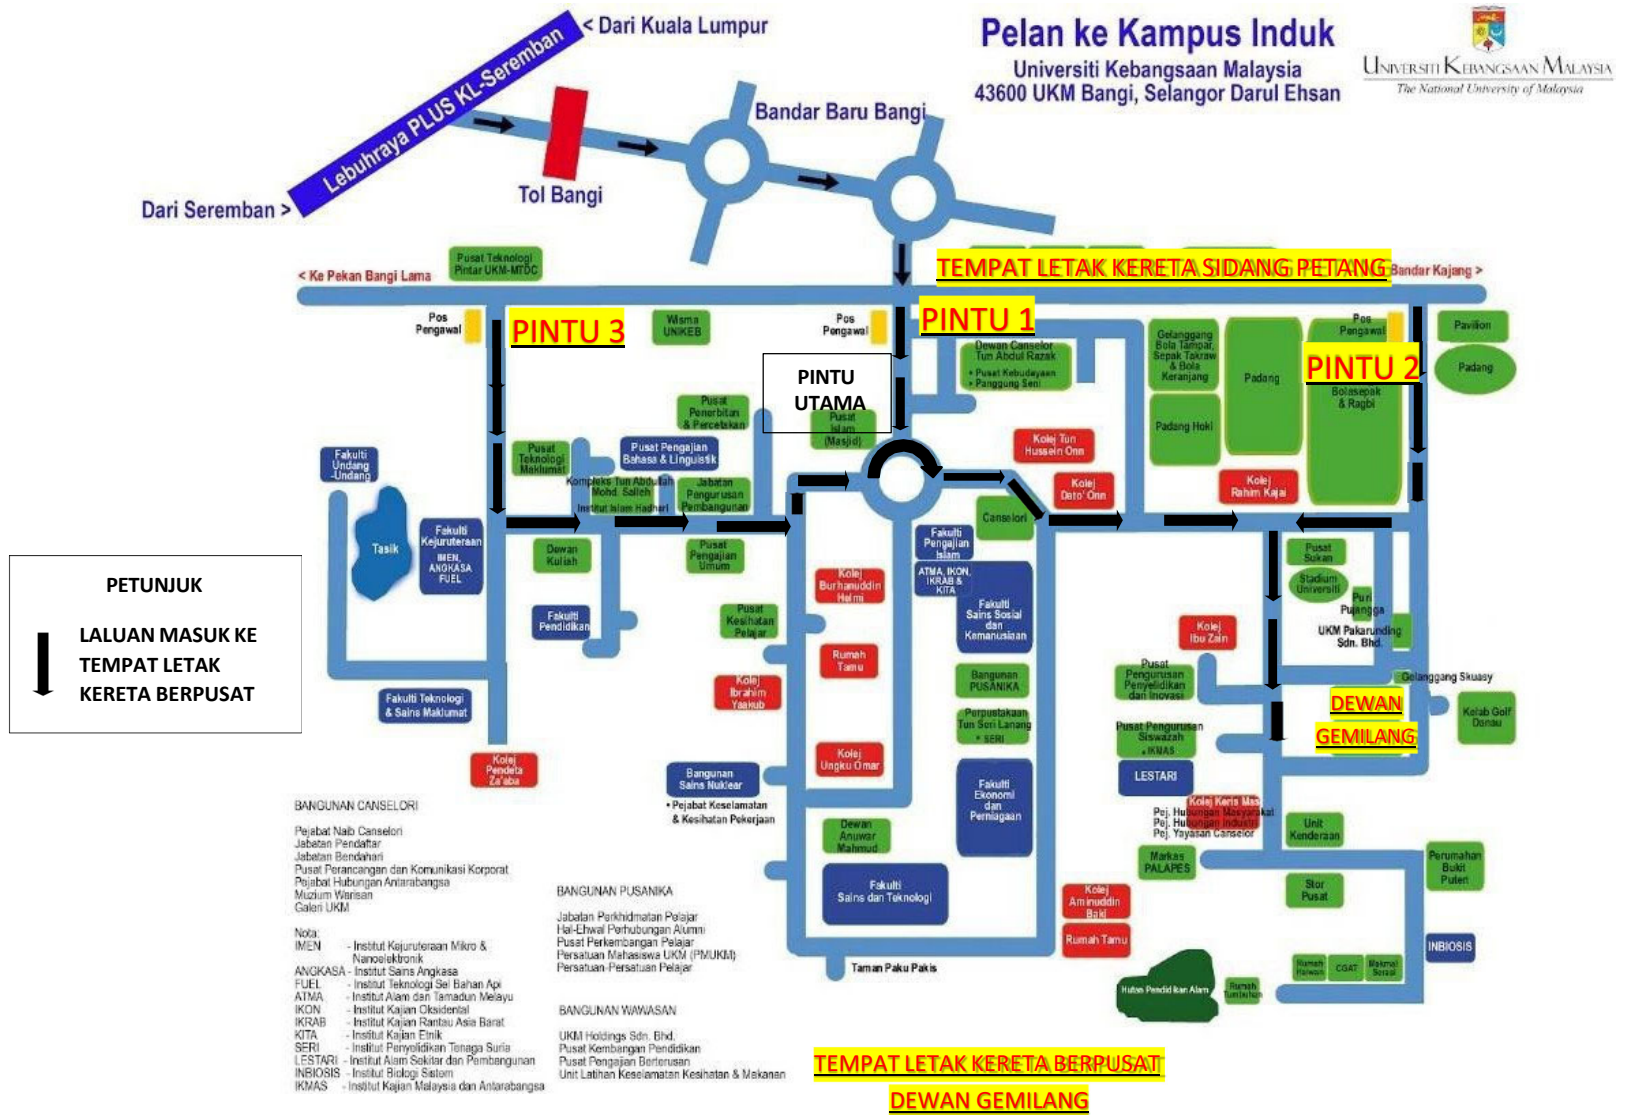 < Dari Kuala Lumpur
Lebuhraya PLUS KL-Seremban
Dari Seremban >
Tol Bangi
Bandar Baru Bangi
Pelan ke Kampus Induk
Universiti Kebangsaan Malaysia
43600 UKM Bangi, Selangor Darul Ehsan
UNIVERSITI KEBANGSAAN MALAYSIA
The National University of Malaysia
< Ke Pekan Bangi Lama
Pusat Teknologi
Pintar UKM-MTDC
TEMPAT LETAK KERETA SIDANG PETANG
Bandar Kajang >
Pos
Pengawal
PINTU 3
Wisma
UNIKEB
Pos
Pengawal
PINTU 1
Dewan Canselor
Tun Abdul Razak
• Pusat Kebudayaan
• Panggung Seni
Gelanggang
Bola Tampar,
Sepak Takraw
& Bola
Keranjang
Padang
Pos
Pengawal
PINTU 2
Bolasepak
& Ragbi
Pavilion
Padang
PINTU
UTAMA
Pusat
Islam
(Masjid)
Pusat
Penerbitan
& Percetakan
Padang Hoki
Kolej Tun
Hussein Onn
Kolej
Dato' Onn
Kolej
Rahim Kajai
Fakulti
Undang
-Undang
Pusat
Teknologi
Maklumat
Pusat Pengajian
Bahasa & Linguistik
Kompleks Tun Abdullah
Mohd. Salleh
Institut Islam Hadhari
Jabatan
Pengurusan
Pembangunan
Canselori
Tasik
Fakulti
Kejuruteraan
IMEN,
ANGKASA
FUEL
Dewan
Kuliah
Pusat
Pengajian
Umum
Fakulti
Pengajian
Islam
ATMA, IKON,
IKRAB &
KITA
Pusat
Sukan
Stadium
Universiti
Puri
Pujangga
UKM Pakarunding
Sdn. Bhd.
PETUNJUK
LALUAN MASUK KE
TEMPAT LETAK
KERETA BERPUSAT
Fakulti
Pendidikan
Pusat
Kesihatan
Pelajar
Kolej
Burhanuddin
Helmi
Fakulti
Sains Sosial
dan
Kemanusiaan
Kolej
Ibu Zain
Rumah
Tamu
Kolej
Ibrahim
Yaakub
Bangunan
PUSANIKA
Pusat
Pengurusan
Penyelidikan
dan Inovasi
Gelanggang Skuasy
DEWAN
GEMILANG
Kelab Golf
Danau
Fakulti Teknologi
& Sains Maklumat
Perpustakaan
Tun Seri Lanang
• SERI
Pusat Pengurusan
Siswazah
• IKMAS
LESTARI
Kolej
Pendeta
Za'aba
Bangunan
Sains Nuklear
• Pejabat Keselamatan
& Kesihatan Pekerjaan
Kolej
Ungku Omar
Fakulti
Ekonomi
dan
Perniagaan
Kolej Keris Mas
Pej. Hubungan Masyarakat
Pej. Hubungan Industri
Pej. Yayasan Canselor
Unit
Kenderaan
Dewan
Anuwar
Mahmud
Markas
PALAPES
Perumahan
Bukit
Puteri
Fakulti
Sains dan Teknologi
Stor
Pusat
Kolej
Aminuddin
Baki
Rumah Tamu
INBIOSIS
Taman Paku Pakis
Hutan Pendidikan Alam
Rumah
Tumbuhan
Rumah
Haiwan
CGAT
Makmal
BANGUNAN CANSELORI
Pejabat Naib Canselori
Jabatan Pendaftar
Jabatan Bendahari
Pusat Perancangan dan Komunikasi Korporat
Pejabat Hubungan Antarabangsa
Muzium Warisan
Galeri UKM
Nota:
IMEN - Institut Kejuruteraan Mikro &
Nanoelektronik
ANGKASA - Institut Sains Angkasa
FUEL - Institut Teknologi Sel Bahan Api
ATMA - Institut Alam dan Tamadun Melayu
IKON - Institut Kajian Oksidental
IKRAB - Institut Kajian Rantau Asia Barat
KITA - Institut Kajian Etnik
SERI - Institut Penyelidikan Tenaga Suria
LESTARI - Institut Alam Sekitar dan Pembangunan
INBIOSIS - Institut Biologi Sistem
IKMAS - Institut Kajian Malaysia dan Antarabangsa
BANGUNAN PUSANIKA
Jabatan Perkhidmatan Pelajar
Hal-Ehwal Perhubungan Alumni
Pusat Perkembangan Pelajar
Persatuan Mahasiswa UKM (PMUKM)
Persatuan-Persatuan Pelajar
BANGUNAN WAWASAN
UKM Holdings Sdn. Bhd.
Pusat Kembangan Pendidikan
Pusat Pengajian Berterusan
Unit Latihan Keselamatan Kesihatan & Makanan
TEMPAT LETAK KERETA BERPUSAT
DEWAN GEMILANG